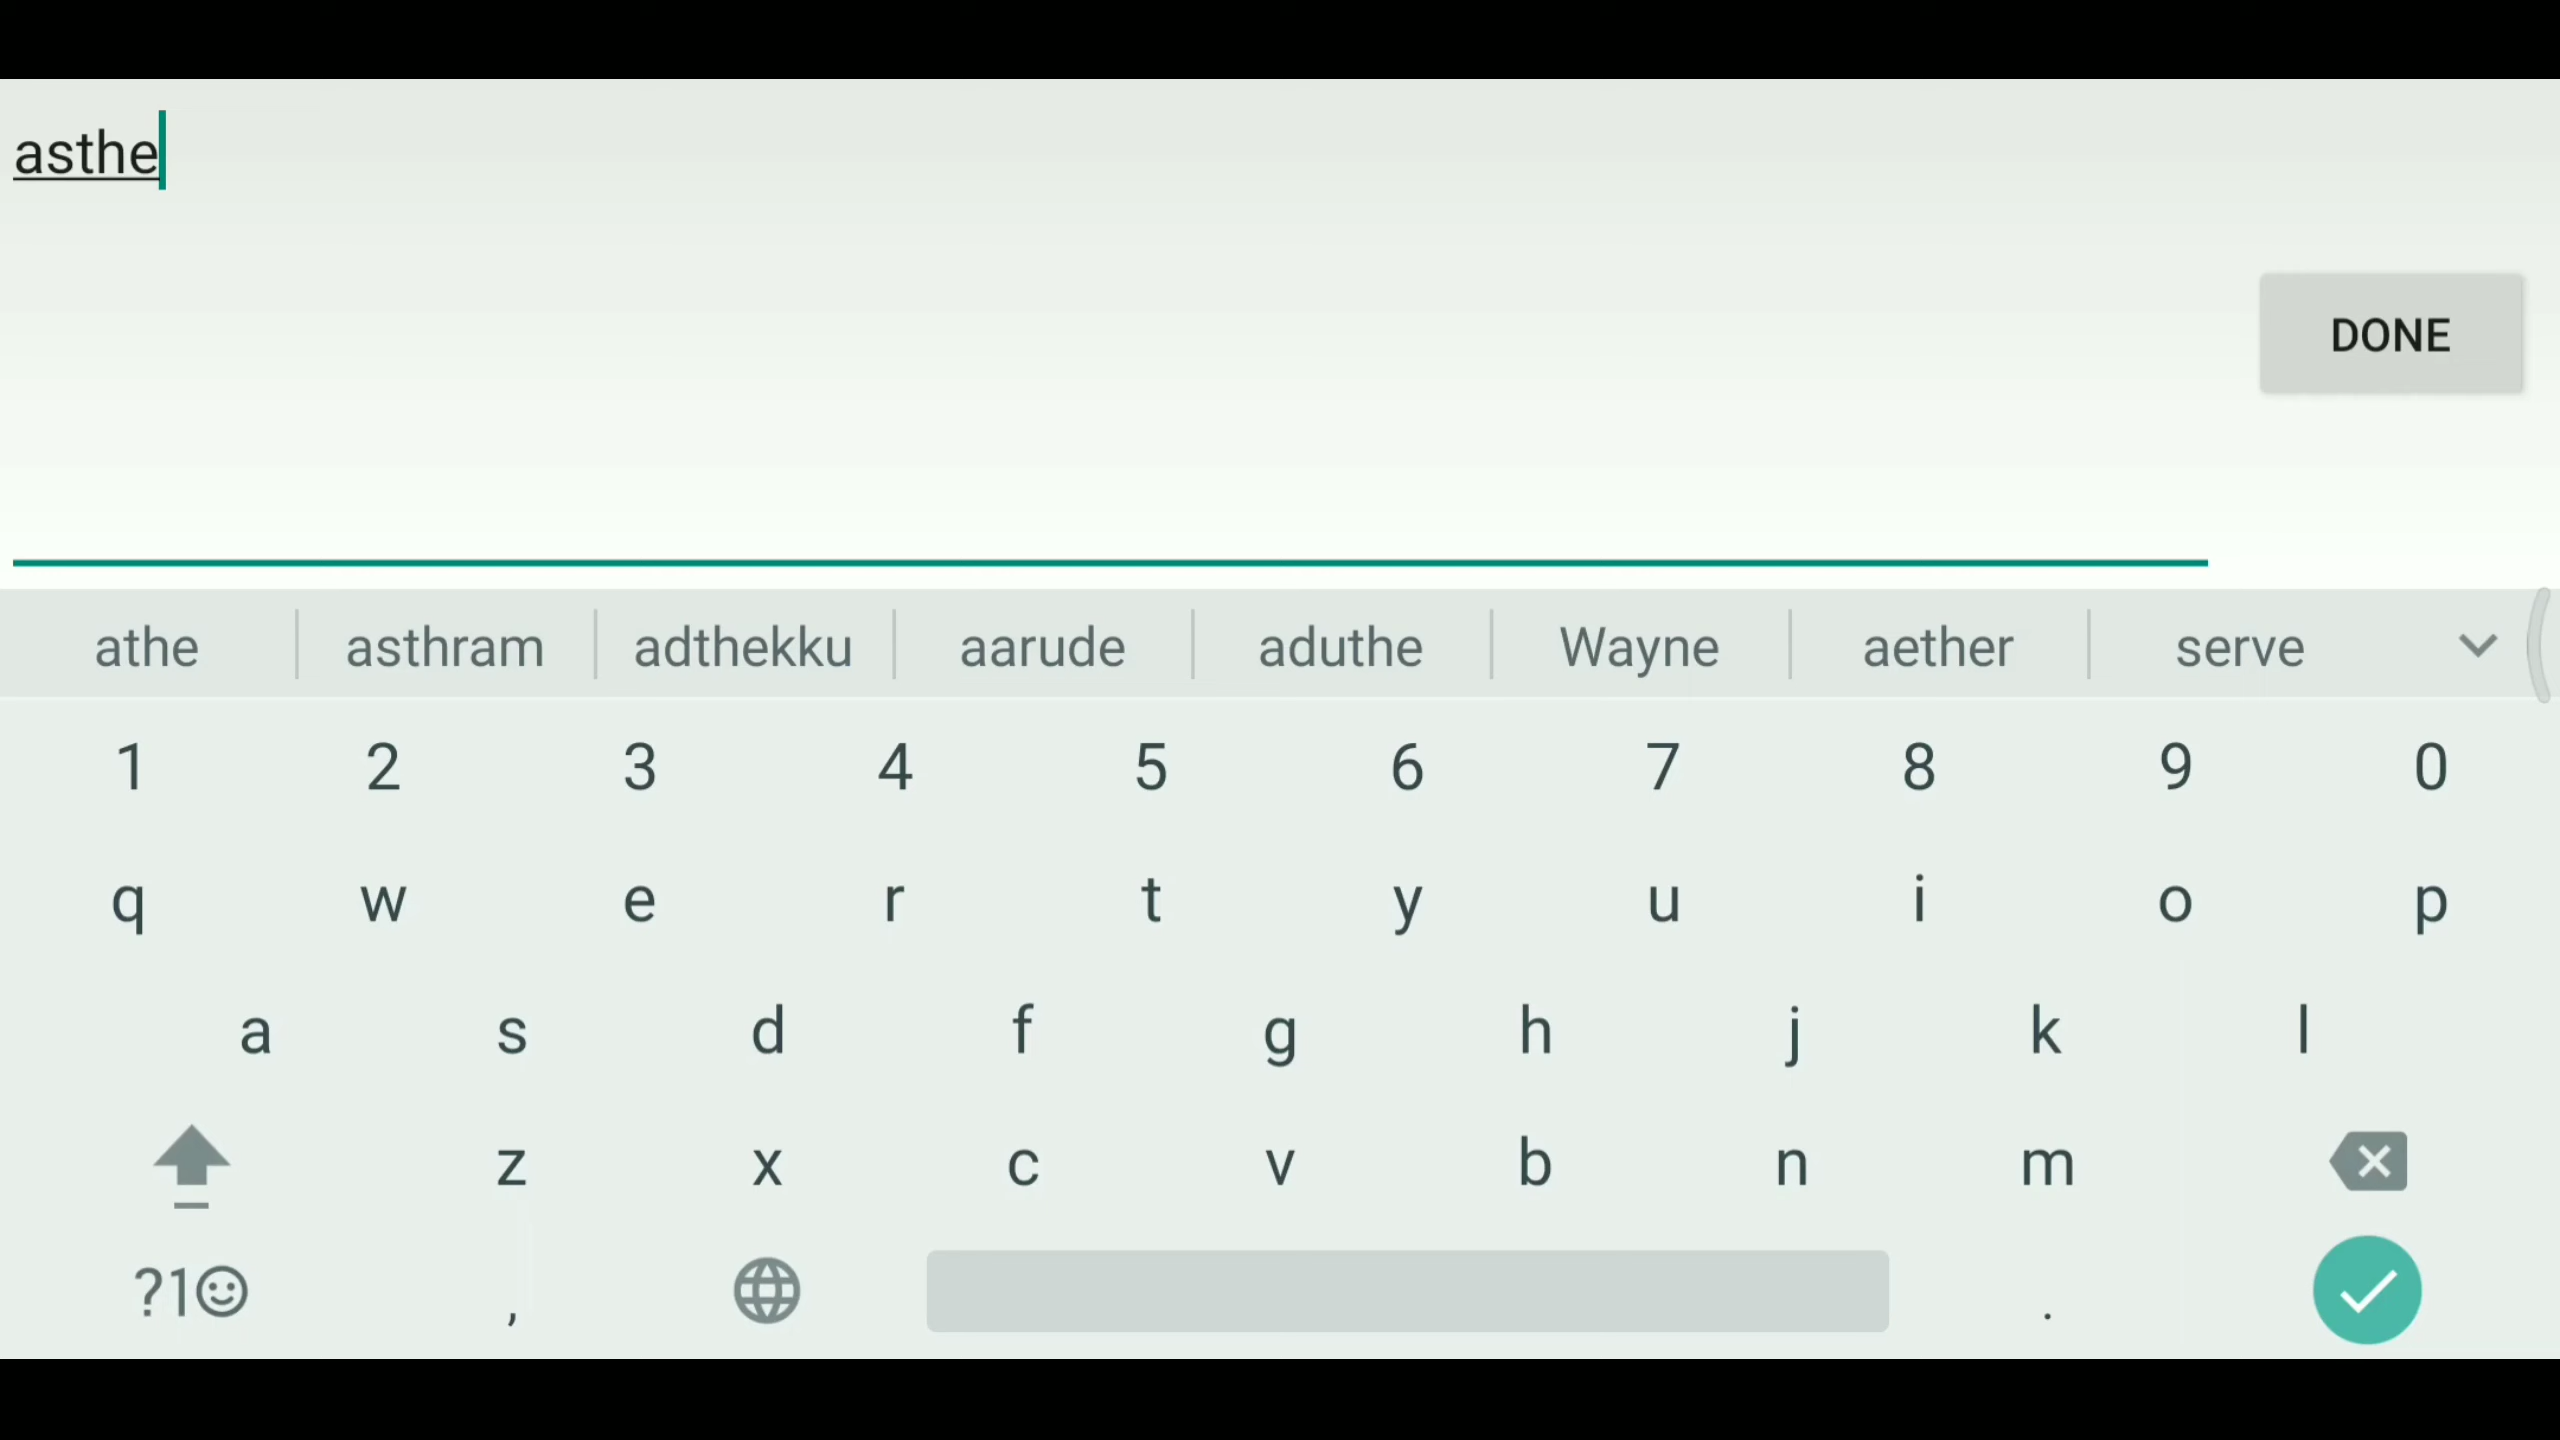 asthe
DONE
athe asthram adthekku aarude aduthe Wayne aether serve
1 2 3 4 5 6 7 8 9 0
q w e r t y u i o p
a s d f g h j k l
z x c v b n m
?1☺ , .